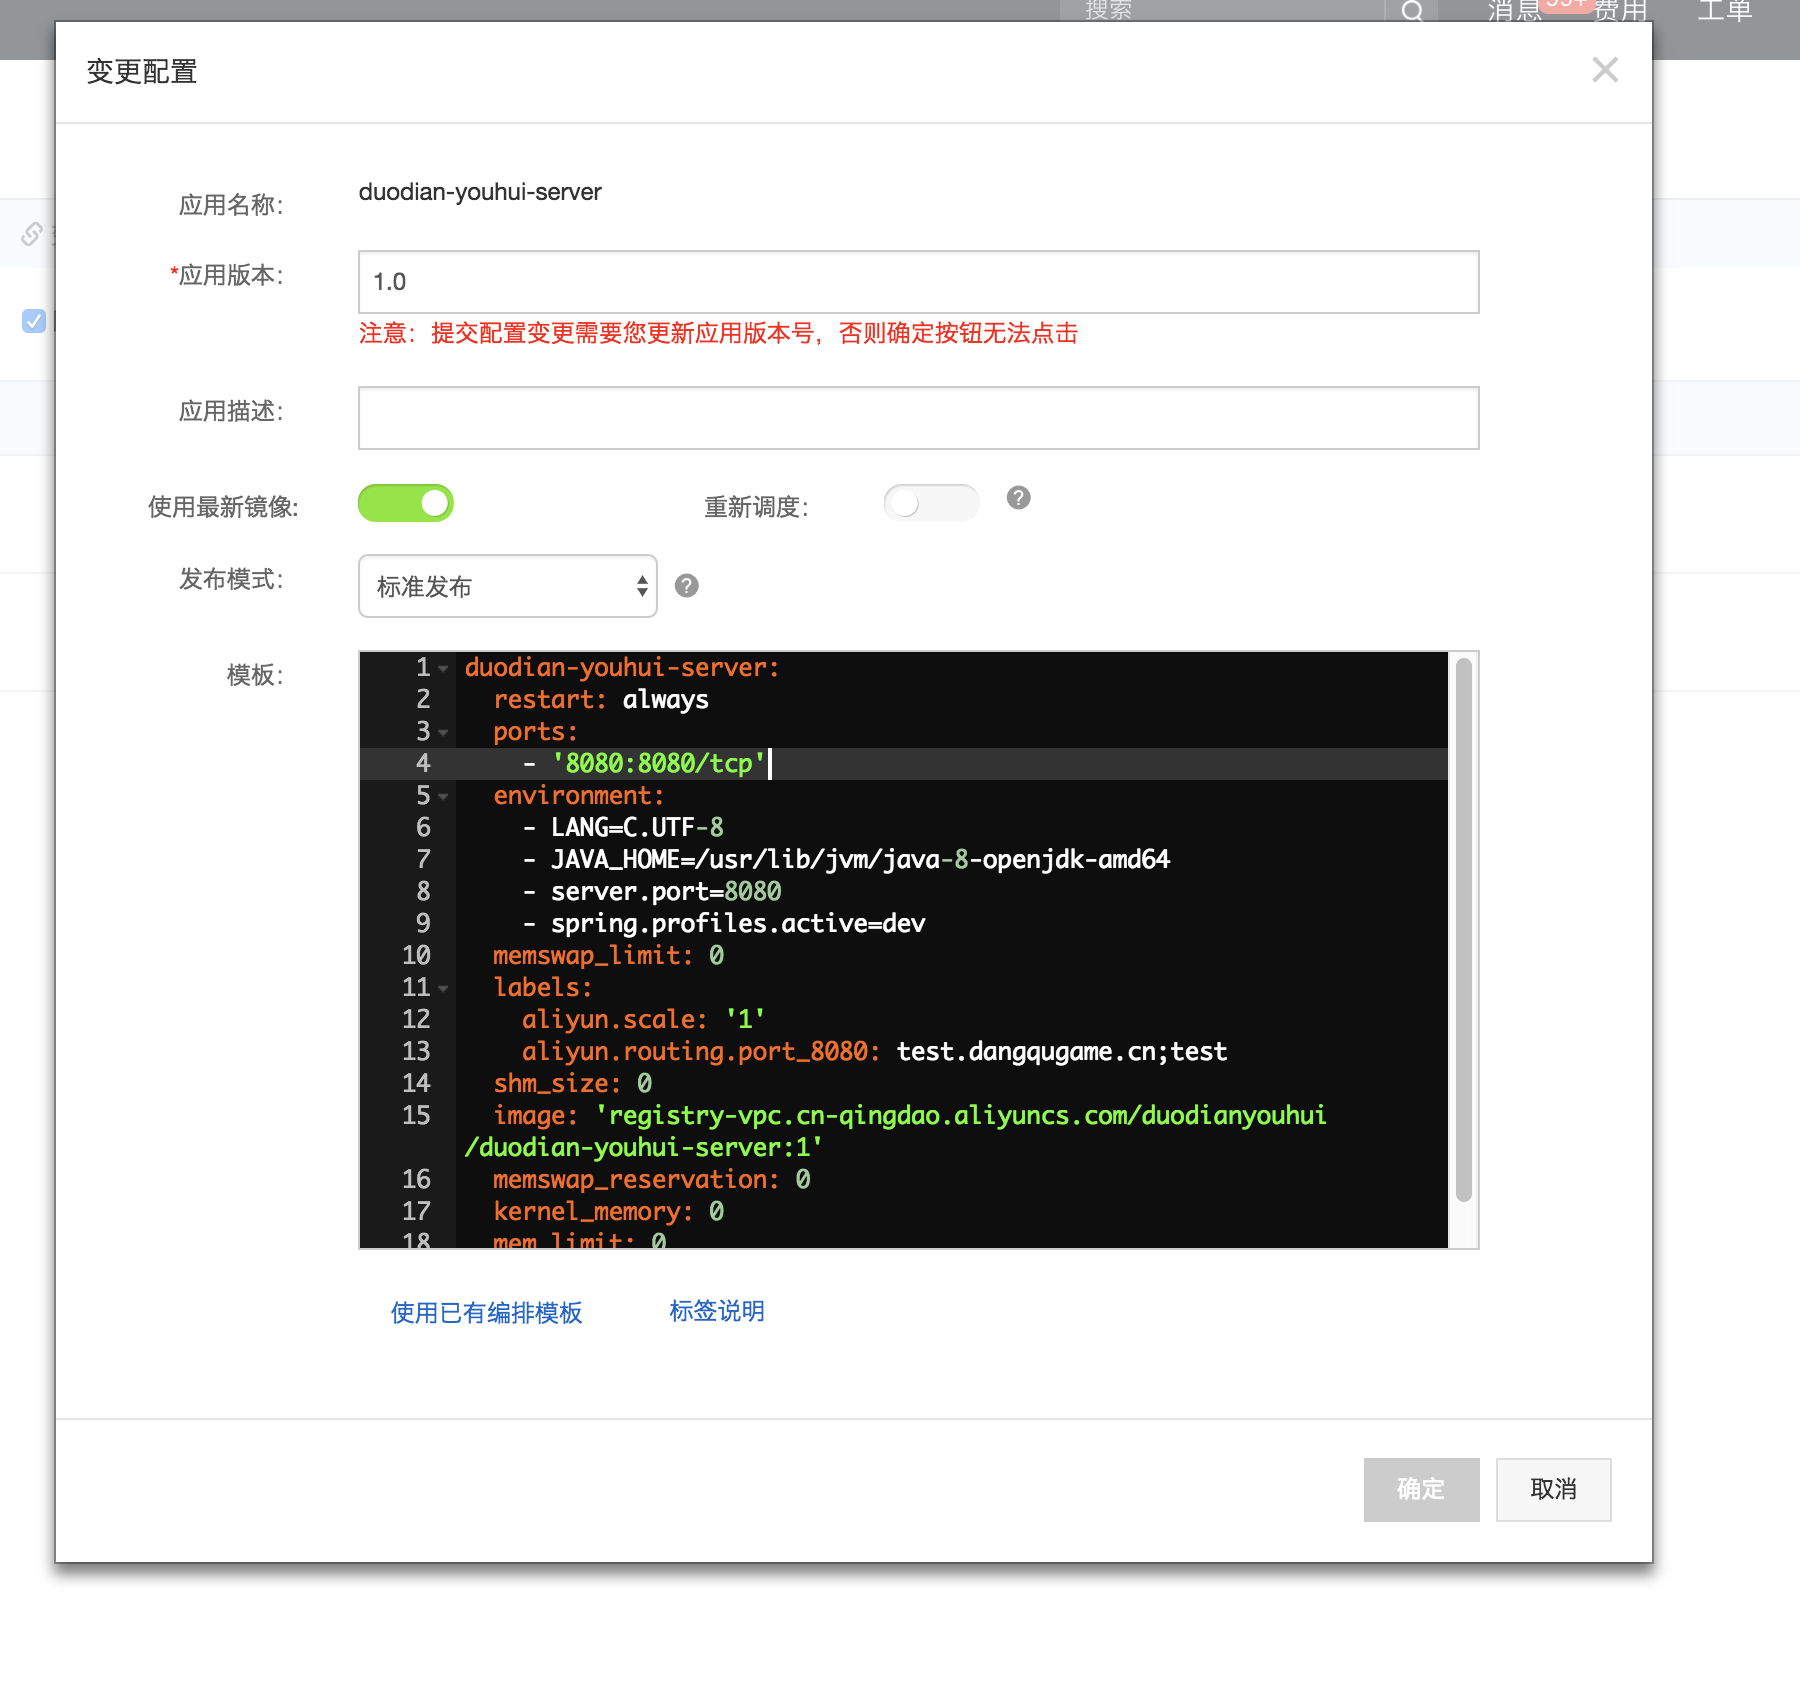 搜索
消息
99+
费用
工单
变更配置
应用名称:
duodian-youhui-server
*应用版本:
1.0
注意：提交配置变更需要您更新应用版本号，否则确定按钮无法点击
应用描述:
使用最新镜像:
重新调度:
发布模式:
标准发布
模板:
1 duodian-youhui-server:
2 restart: always
3 ports:
4 - '8080:8080/tcp'
5 environment:
6 - LANG=C.UTF-8
7 - JAVA_HOME=/usr/lib/jvm/java-8-openjdk-amd64
8 - server.port=8080
9 - spring.profiles.active=dev
10 memswap_limit: 0
11 labels:
12 aliyun.scale: '1'
13 aliyun.routing.port_8080: test.dangqugame.cn;test
14 shm_size: 0
15 image: 'registry-vpc.cn-qingdao.aliyuncs.com/duodianyouhui
/duodian-youhui-server:1'
16 memswap_reservation: 0
17 kernel_memory: 0
18 mem_limit: 0
使用已有编排模板
标签说明
确定
取消